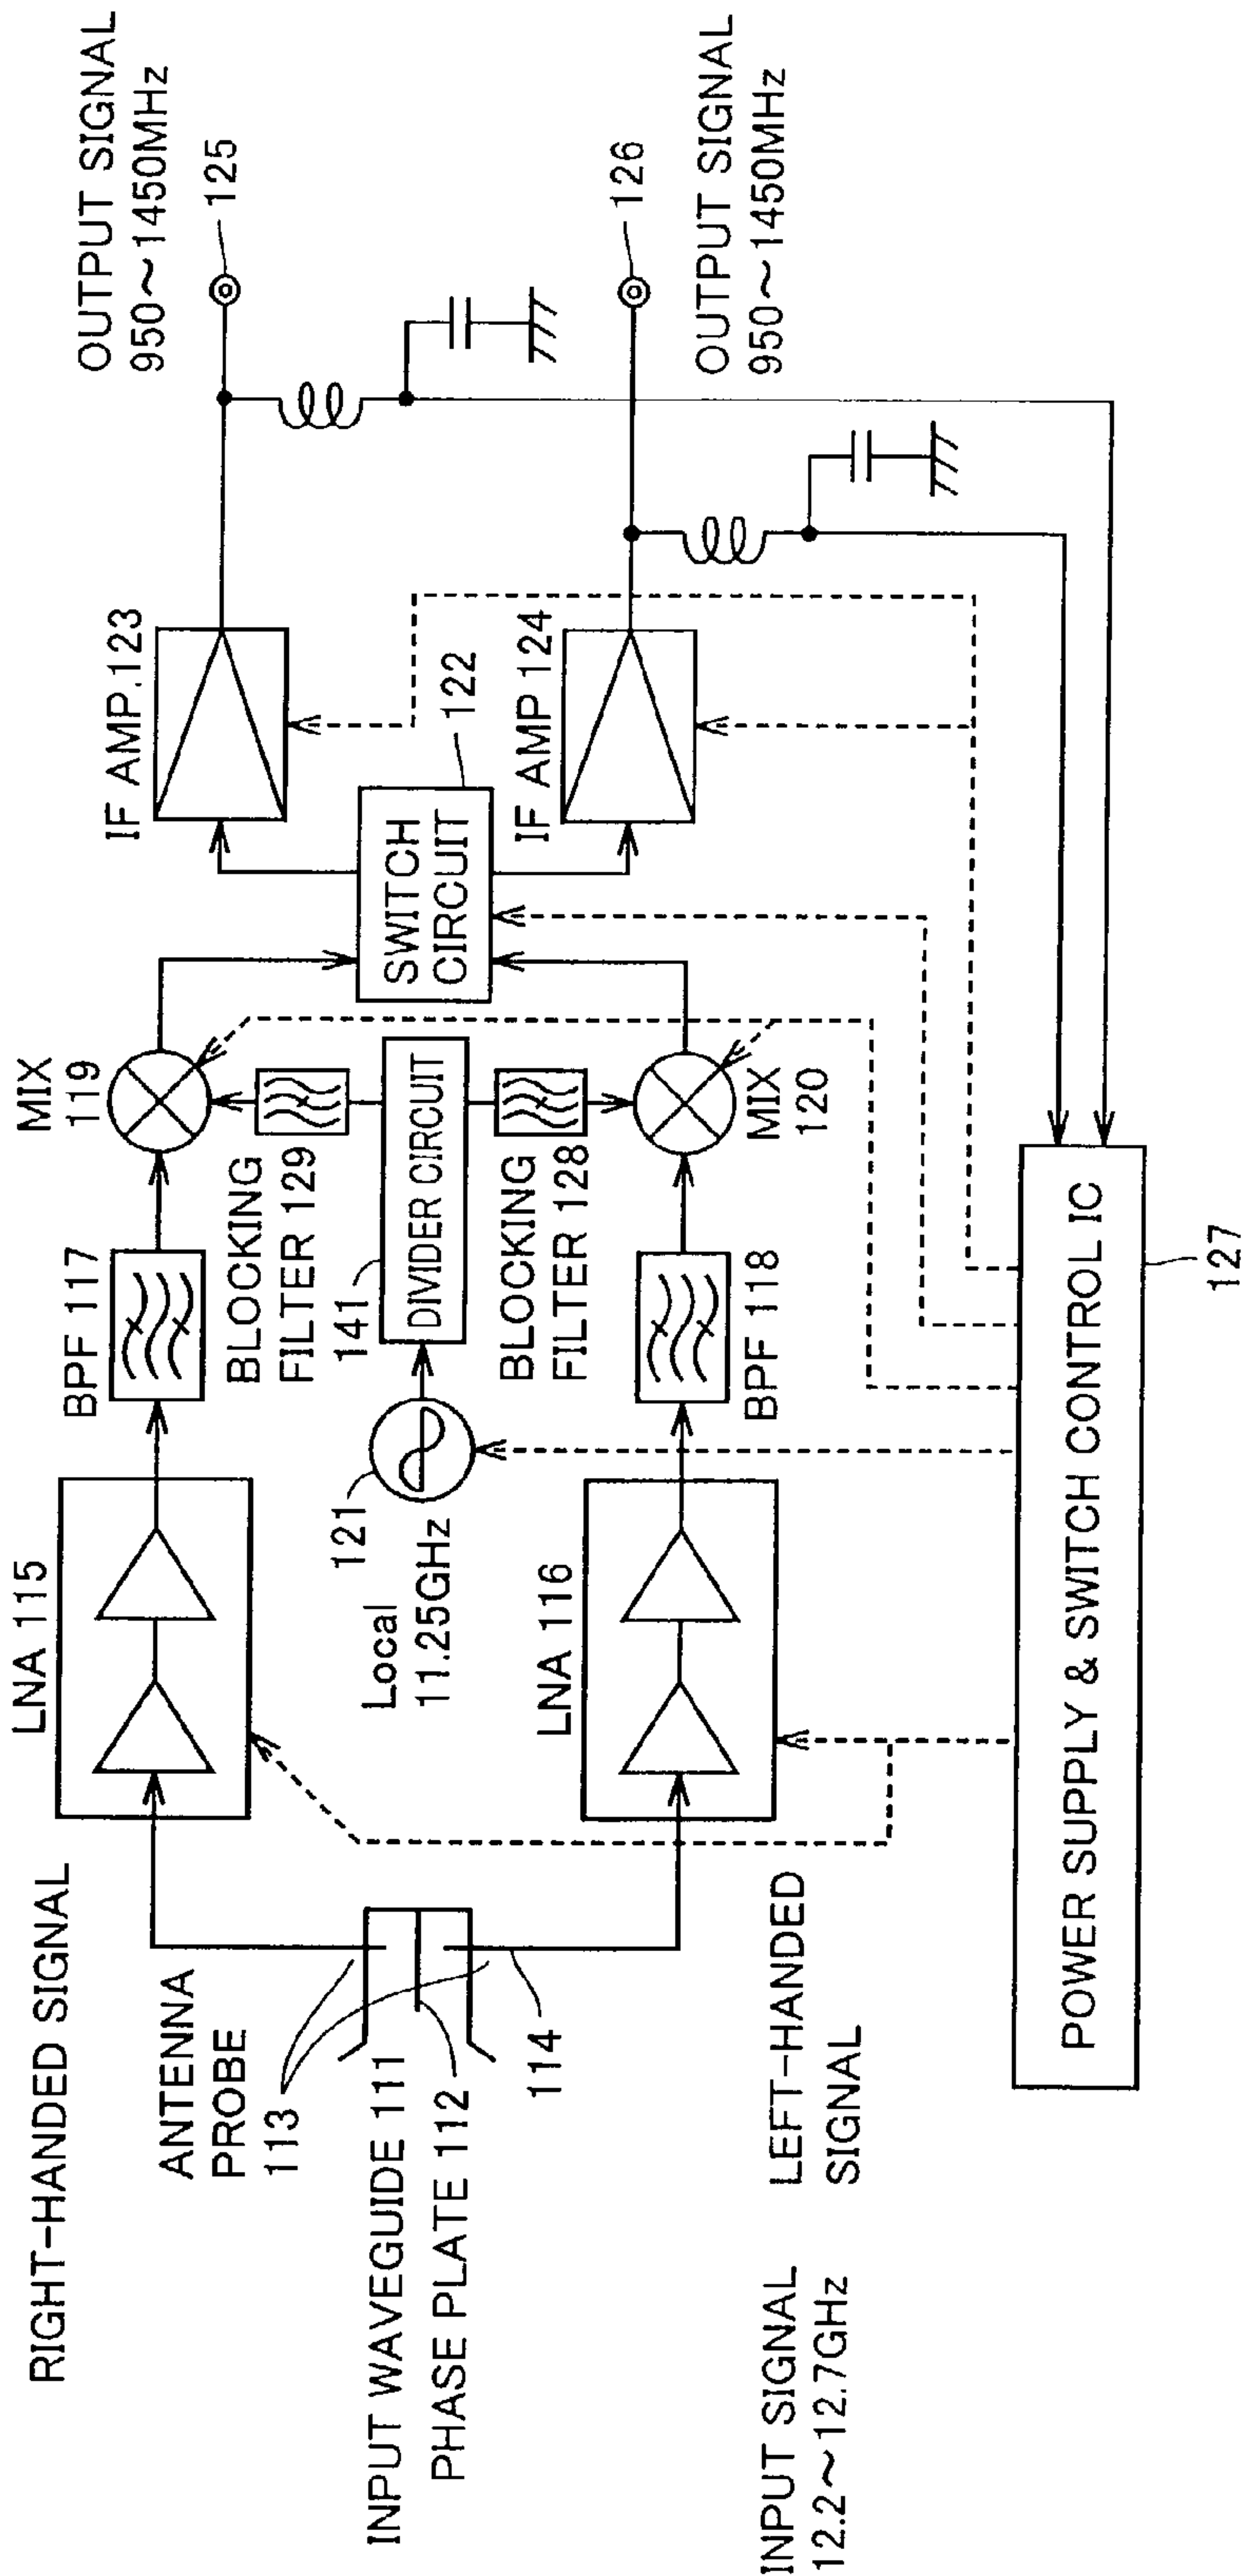 RIGHT-HANDED SIGNAL
ANTENNA
PROBE
113
INPUT WAVEGUIDE 111
PHASE PLATE 112
114
LEFT-HANDED
SIGNAL
INPUT SIGNAL
12.2~12.7GHz
LNA 115
BPF 117
MIX
119
BLOCKING
FILTER 129
141
DIVIDER CIRCUIT
121
Local
11.25GHz
BLOCKING
FILTER 128
LNA 116
BPF 118
MIX
120
SWITCH
CIRCUIT
122
IF AMP.123
IF AMP 124
OUTPUT SIGNAL
950~1450MHz
125
126
OUTPUT SIGNAL
950~1450MHz
POWER SUPPLY & SWITCH CONTROL IC
127